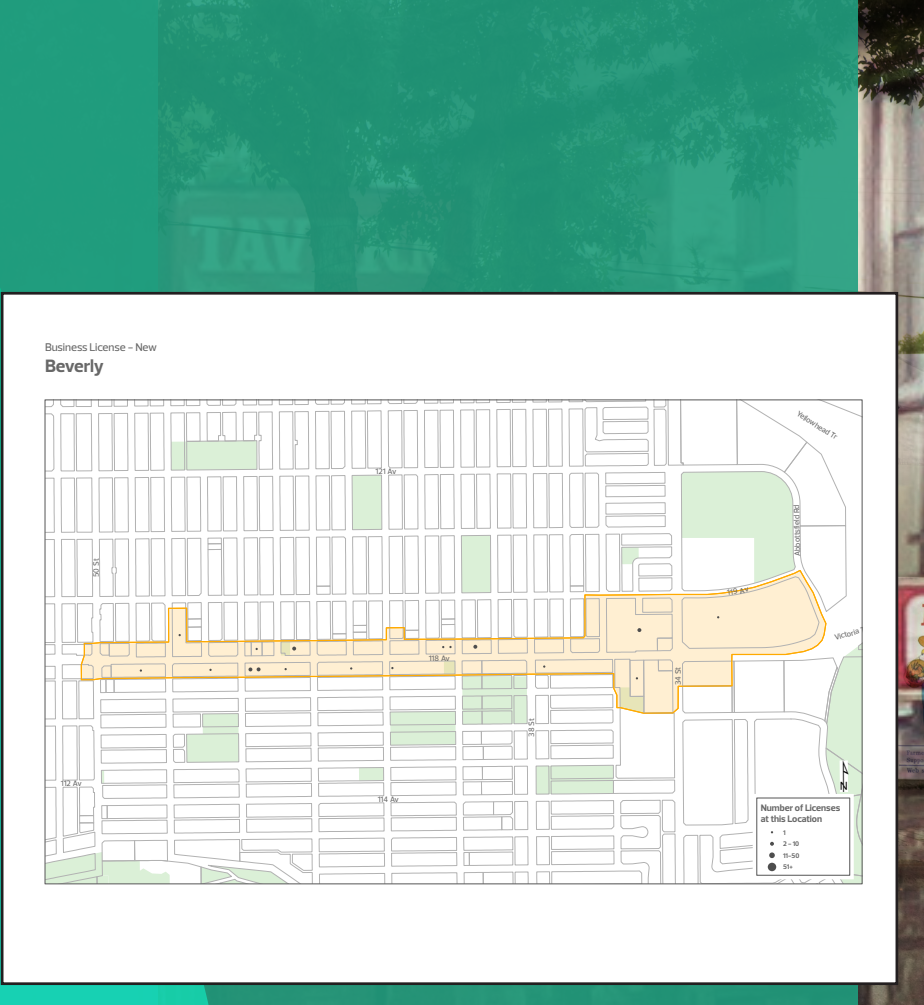 Business License – New
Beverly
Yellowhead Tr
121 Av
Abbottsfield Rd
50 St
119 AV
Victoria
118 Av
34 St
38 St
112 Av
114 Av
N
Number of Licenses
at this Location
1
2 – 10
11–50
51+